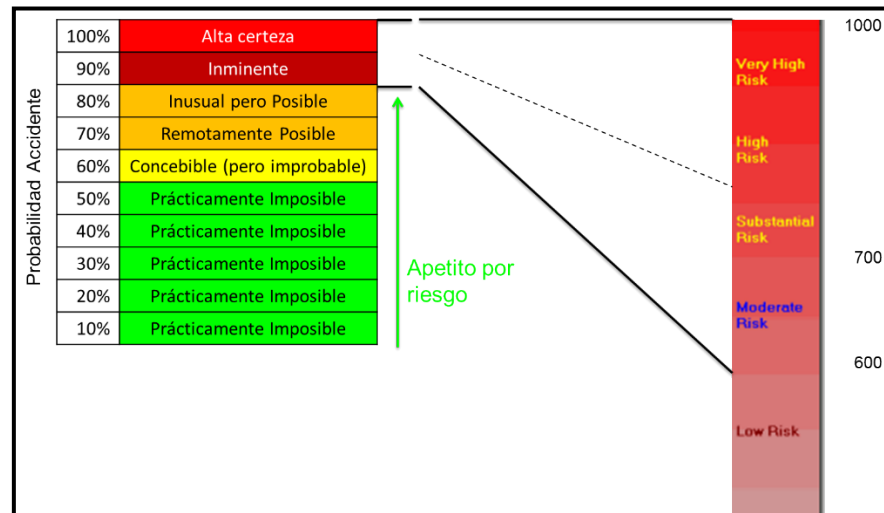 Probabilidad Accidente
100% Alta certeza
90% Inminente
80% Inusual pero Posible
70% Remotamente Posible
60% Concebible (pero improbable)
50% Prácticamente Imposible
40% Prácticamente Imposible
30% Prácticamente Imposible
20% Prácticamente Imposible
10% Prácticamente Imposible
Apetito por
riesgo
1000
Very High
Risk
High
Risk
Substantial
Risk
700
Moderate
Risk
600
Low Risk